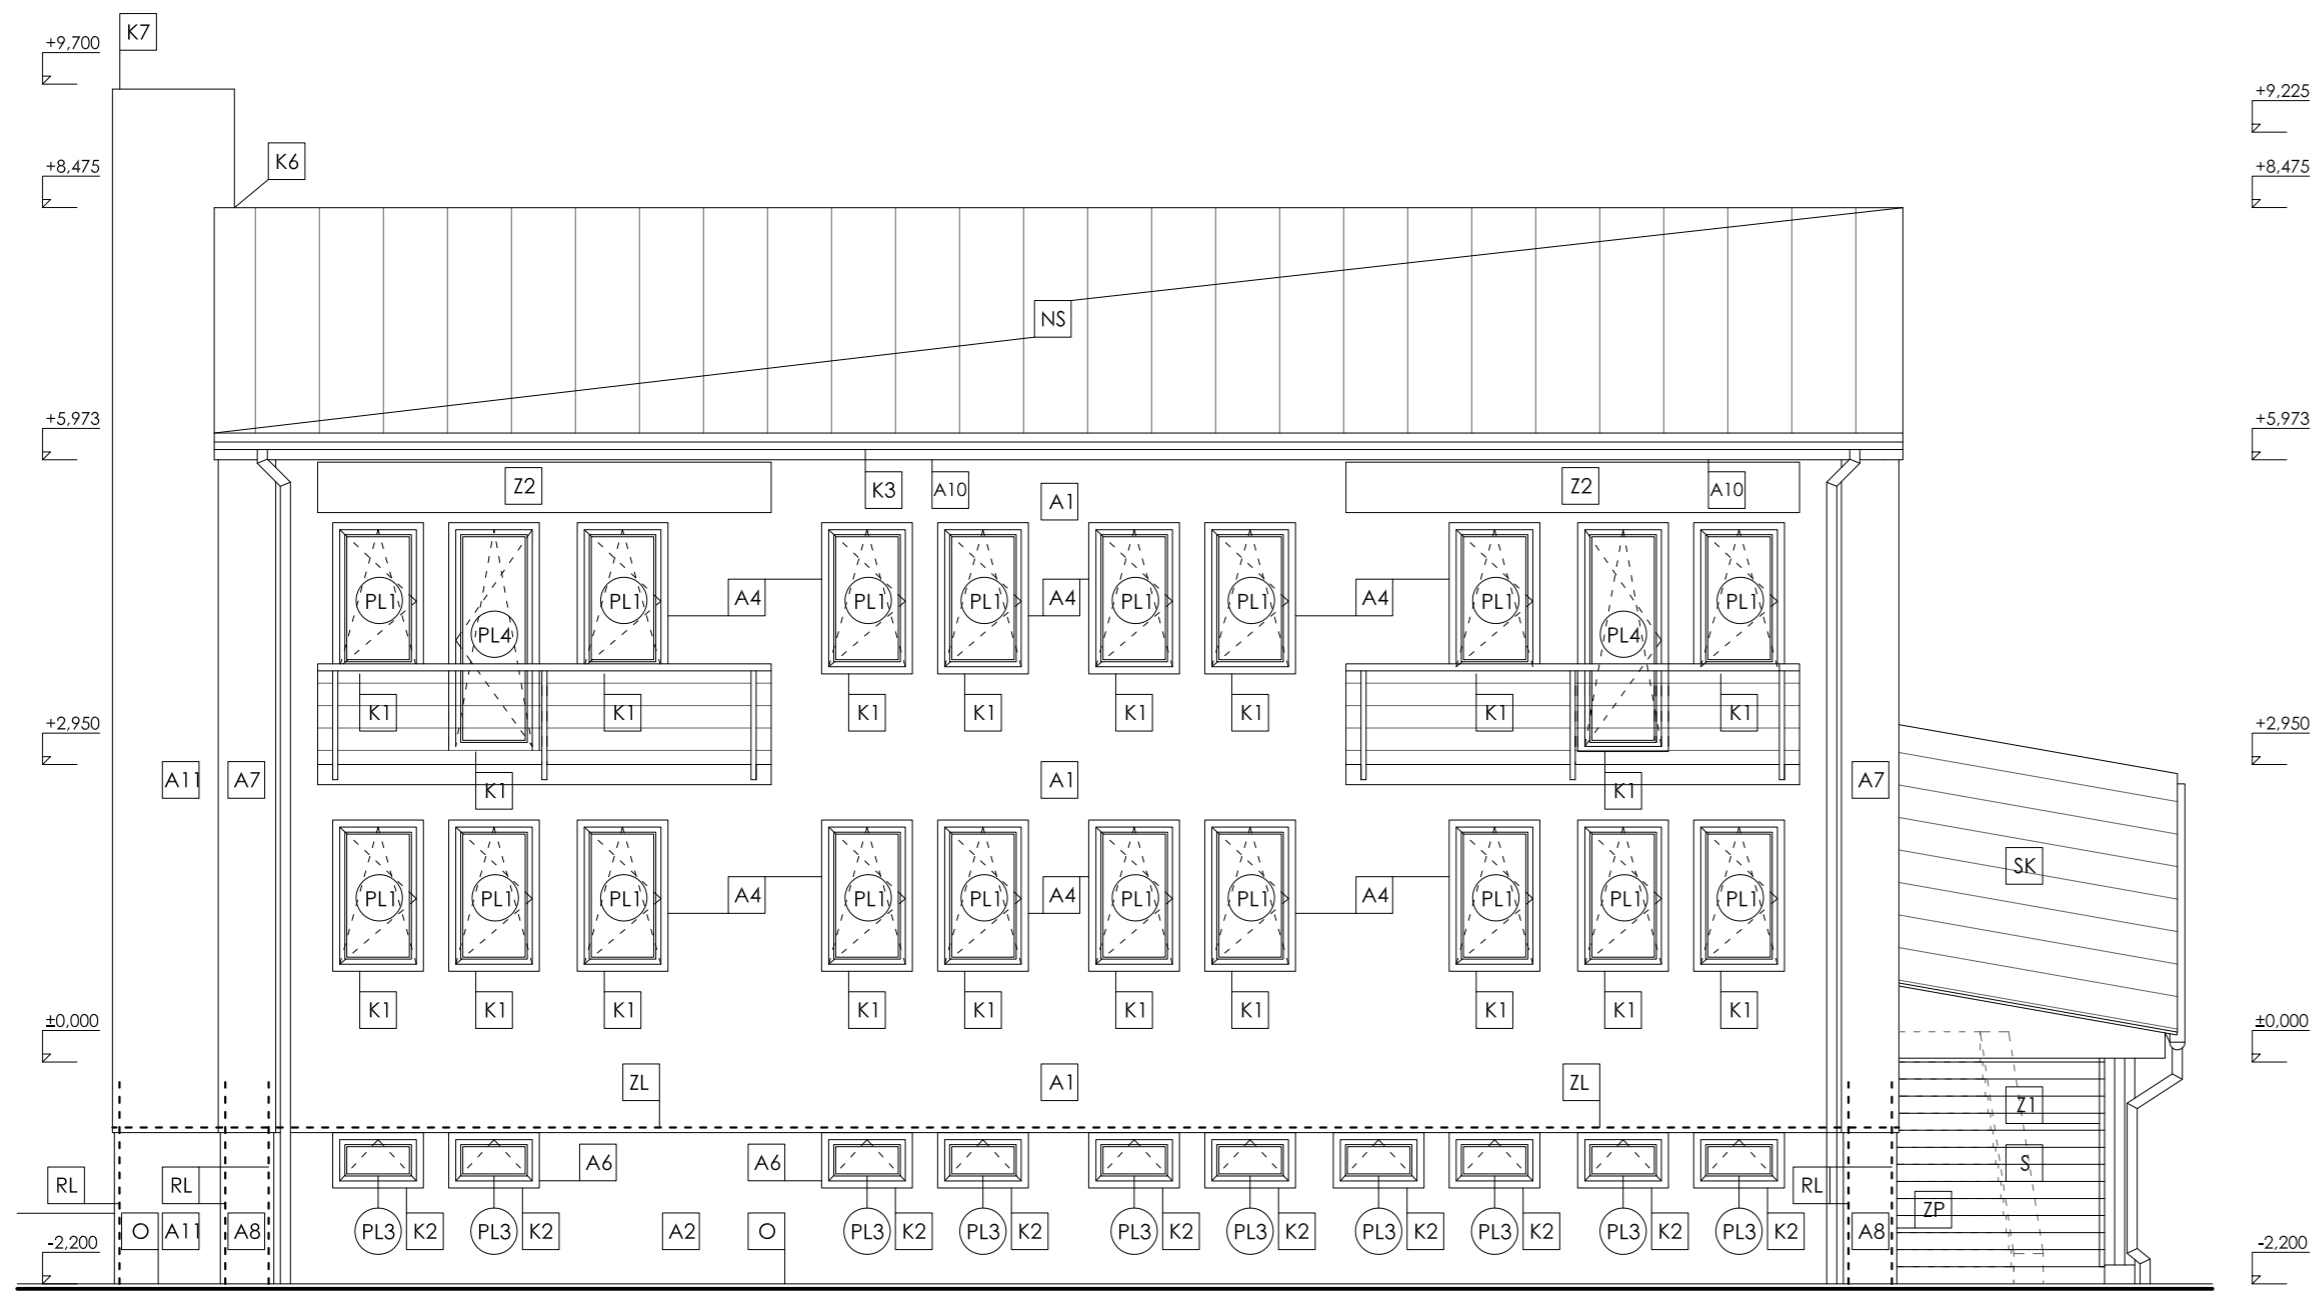 K7
+9,700
+9,225
K6
+8,475
+8,475
NS
+5,973
+5,973
Z2 K3 A10 A1 Z2 A10
PL1 PL1 A4 PL1 PL1 A4 PL1 PL1 A4 PL1 PL1
PL4 PL4
K1 K1 K1 K1 K1 K1 K1 K1
+2,950 +2,950
A11 A7 A1 A7
K1 K1
SK
PL1 PL1 PL1 A4 PL1 PL1 A4 PL1 PL1 A4 PL1 PL1 PL1
K1 K1 K1 K1 K1 K1 K1 K1 K1 K1
±0,000 ±0,000
ZL A1 ZL
Z1
A6 A6 S
RL RL RL
ZP
O A11 A8 PL3 K2 PL3 K2 A2 O PL3 K2 PL3 K2 PL3 K2 PL3 K2 PL3 K2 PL3 K2 PL3 K2 PL3 K2 A8
-2,200 -2,200